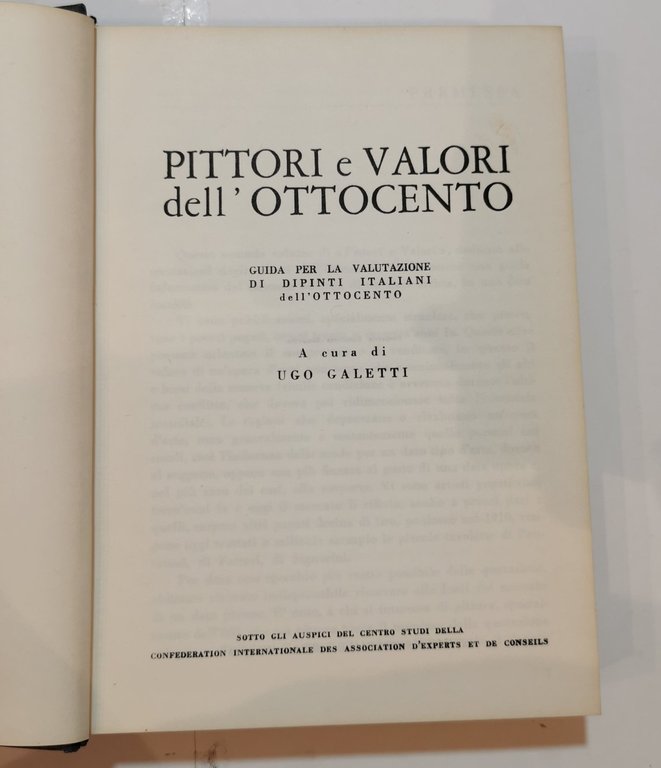 PITTORI e VALORI
dell' OTTOCENTO
GUIDA PER LA VALUTAZIONE
DI DIPINTI ITALIANI
dell'OTTOCENTO
A cura di
UGO GALETTI
SOTTO GLI AUSPICI DEL CENTRO STUDI DELLA
CONFEDERATION INTERNATIONALE DES ASSOCIATION D'EXPERTS ET DE CONSEILS